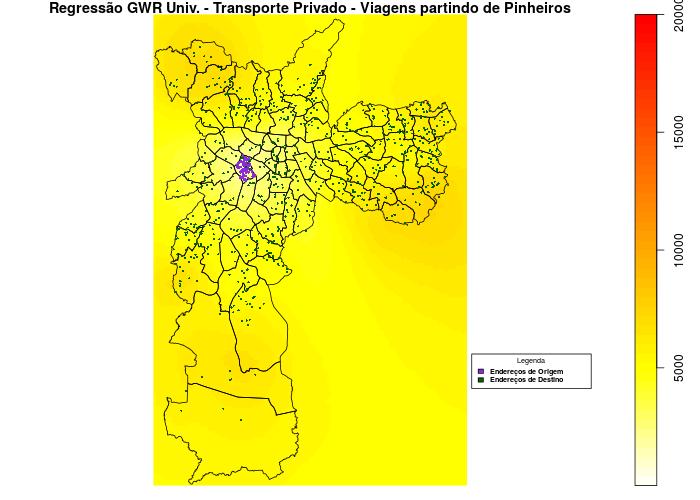 Regressão GWR Univ. - Transporte Privado - Viagens partindo de Pinheiros
20000
15000
10000
5000
Legenda
Endereços de Origem
Endereços de Destino